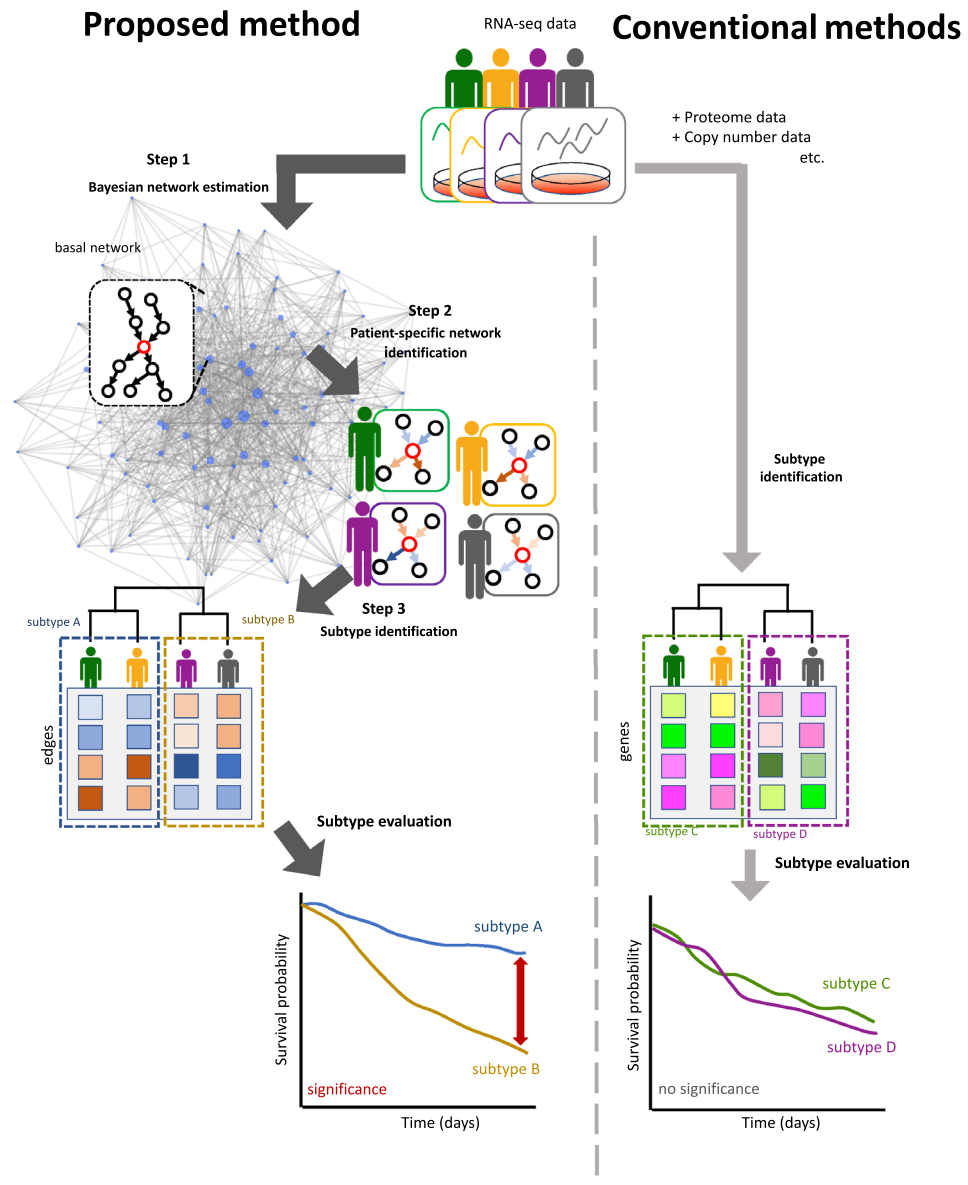 Proposed method
RNA-seq data
Conventional methods
+ Proteome data
+ Copy number data
etc.
Step 1
Bayesian network estimation
basal network
Step 2
Patient-specific network
identification
Step 3
Subtype identification
subtype A
subtype B
edges
Subtype evaluation
Survival probability
subtype A
subtype B
significance
Time (days)
Subtype
identification
genes
subtype C
subtype D
Subtype evaluation
Survival probability
subtype C
subtype D
no significance
Time (days)